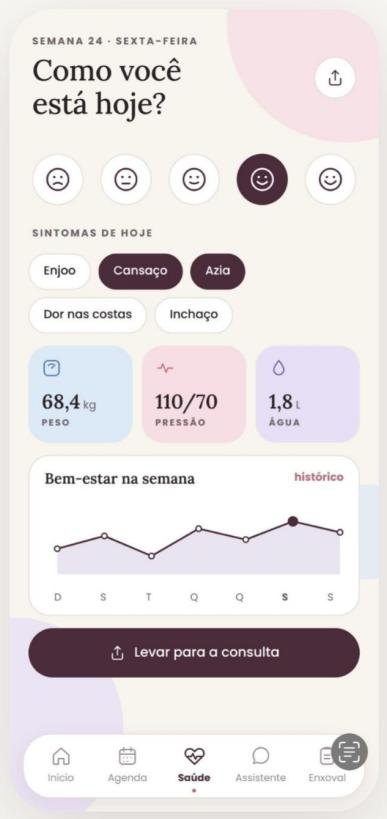 SEMANA 24 · SEXTA-FEIRA
Como você
está hoje?
SINTOMAS DE HOJE
Enjoo Cansaço Azia
Dor nas costas Inchaço
68,4 kg 110/70 1,8 L
PESO PRESSÃO ÁGUA
Bem-estar na semana histórico
D S T Q Q S S
Levar para a consulta
Início Agenda Saúde Assistente Enxoval